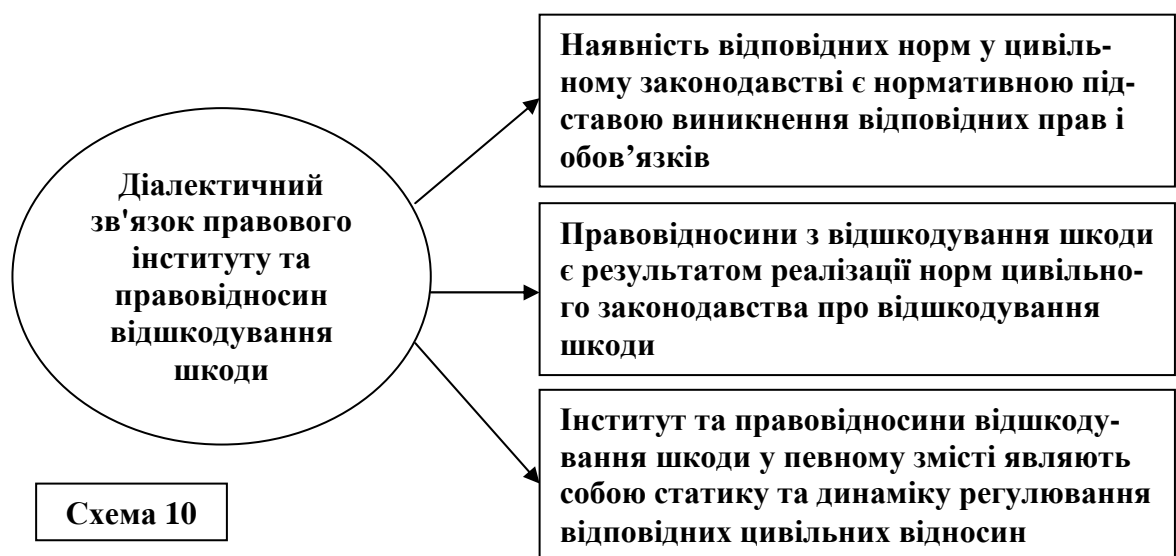 Діалектичний
зв'язок правового
інституту та
правовідносин
відшкодування
шкоди
Наявність відповідних норм у цивіль-
ному законодавстві є нормативною під-
ставою виникнення відповідних прав і
обов’язків
Правовідносини з відшкодування шкоди
є результатом реалізації норм цивільно-
го законодавства про відшкодування
шкоди
Інститут та правовідносини відшкоду-
вання шкоди у певному змісті являють
собою статику та динаміку регулювання
відповідних цивільних відносин
Схема 10